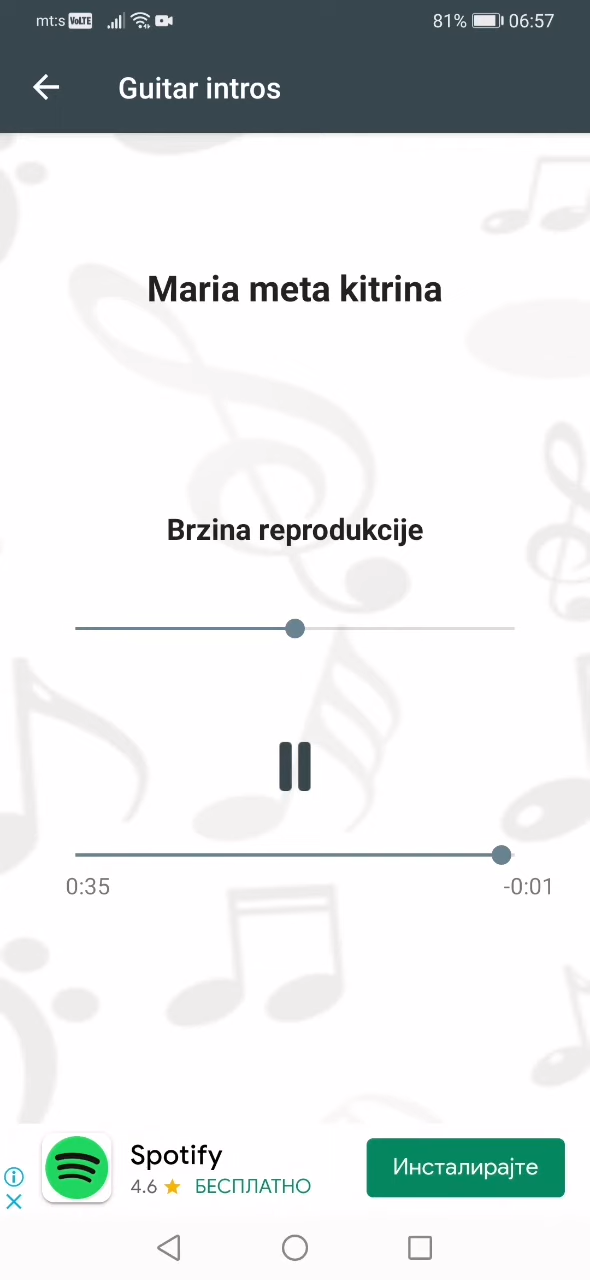 mt:s VoLTE 81% 06:57
Guitar intros
Maria meta kitrina
Brzina reprodukcije
0:35 -0:01
Spotify
4.6 БЕСПЛАТНО
Инсталирајте